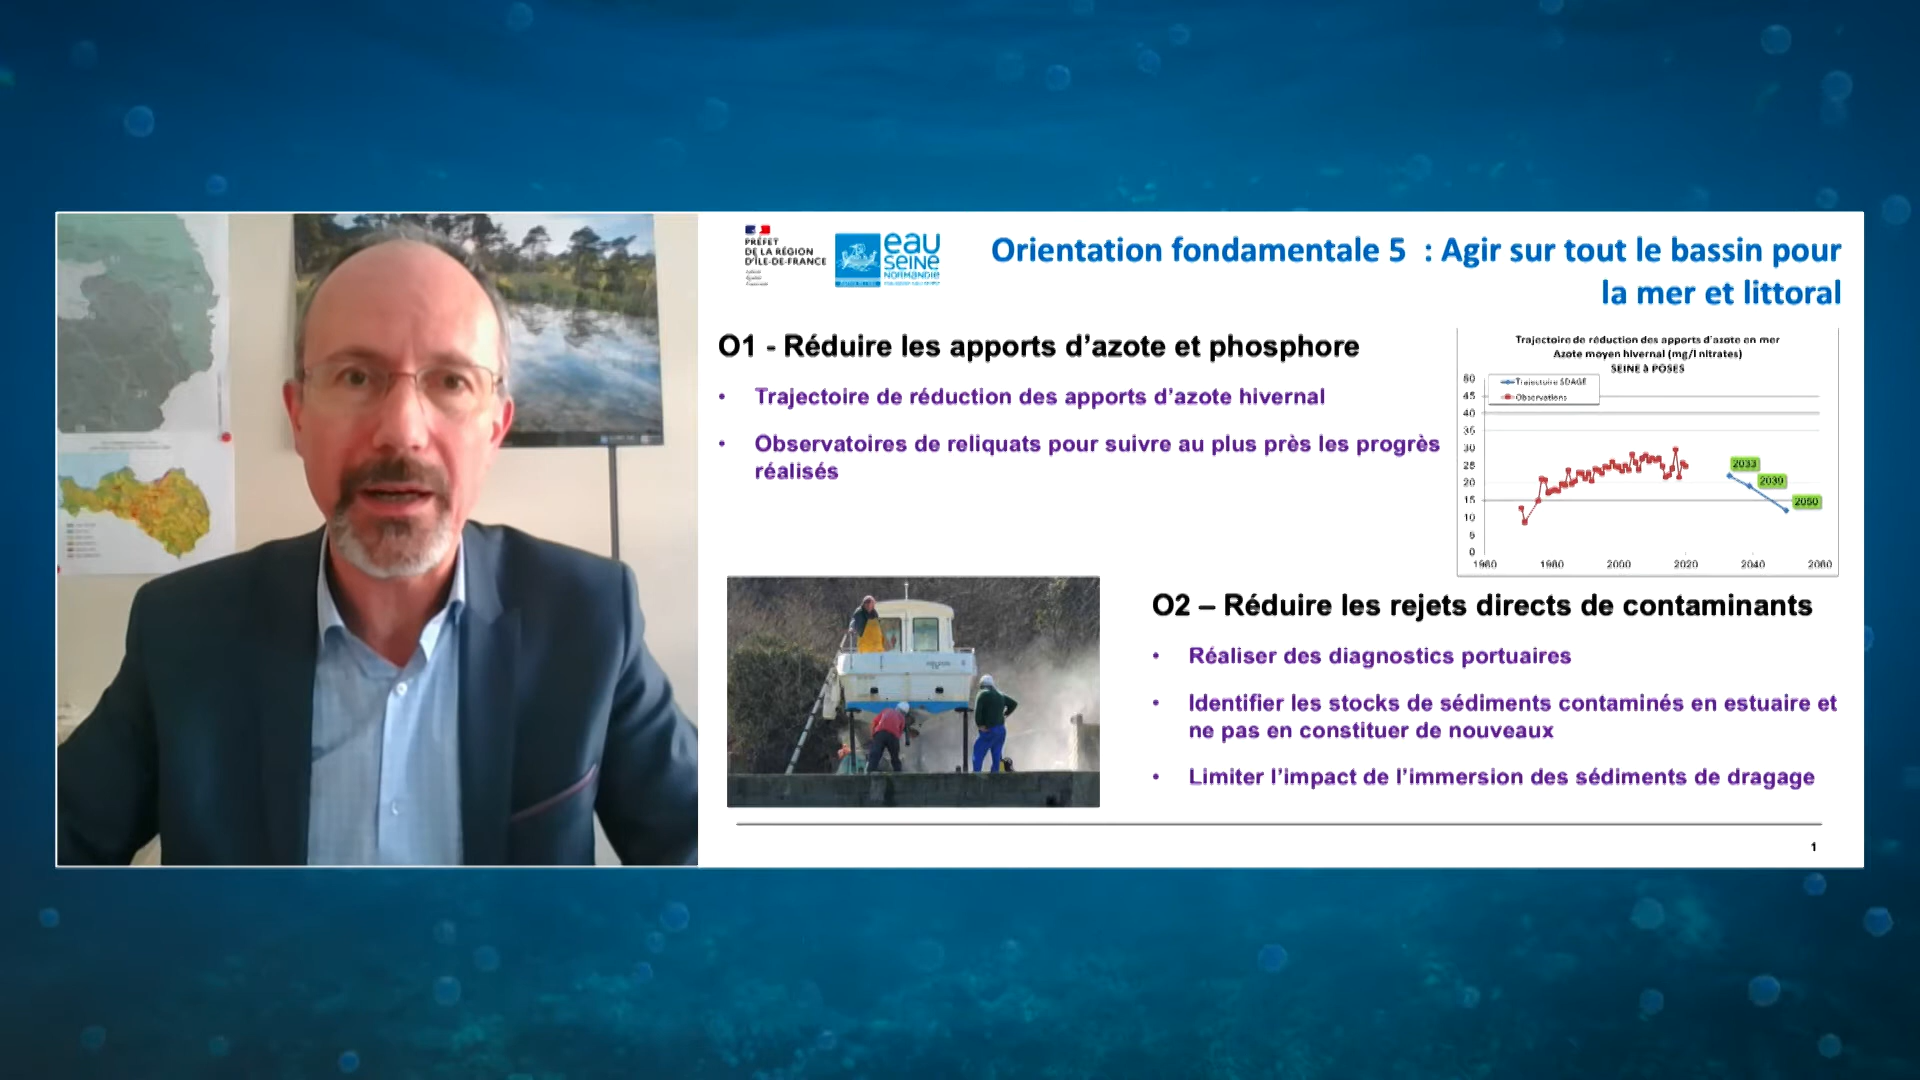 PRÉFET
DE LA RÉGION
D'ÎLE-DE-FRANCE
eau
SEINE
NORMANDIE
Orientation fondamentale 5 : Agir sur tout le bassin pour
la mer et littoral
O1 - Réduire les apports d'azote et phosphore
• Trajectoire de réduction des apports d'azote hivernal
• Observatoires de reliquats pour suivre au plus près les progrès
réalisés
Trajectoire de réduction des apports d'azote en mer
Azote moyen hivernal (mg/l nitrates)
SEINE à POSES
Trajectoire SDAGE
Observations
50
45
40
35
30
25
20
15
10
5
0
1960 1980 2000 2020 2040 2060
2033
2039
2050
O2 – Réduire les rejets directs de contaminants
• Réaliser des diagnostics portuaires
• Identifier les stocks de sédiments contaminés en estuaire et
ne pas en constituer de nouveaux
• Limiter l'impact de l'immersion des sédiments de dragage
1